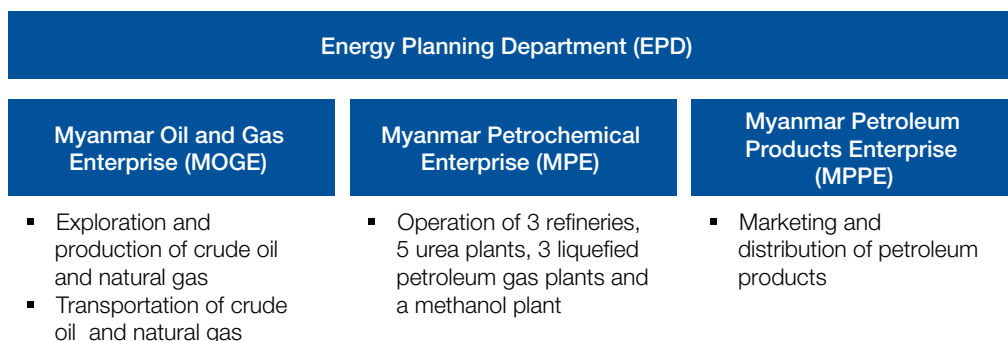 Energy Planning Department (EPD)
Myanmar Oil and Gas
Enterprise (MOGE)
▪ Exploration and
production of crude oil
and natural gas
▪ Transportation of crude
oil and natural gas
Myanmar Petrochemical
Enterprise (MPE)
▪ Operation of 3 refineries,
5 urea plants, 3 liquefied
petroleum gas plants and
a methanol plant
Myanmar Petroleum
Products Enterprise
(MPPE)
▪ Marketing and
distribution of petroleum
products